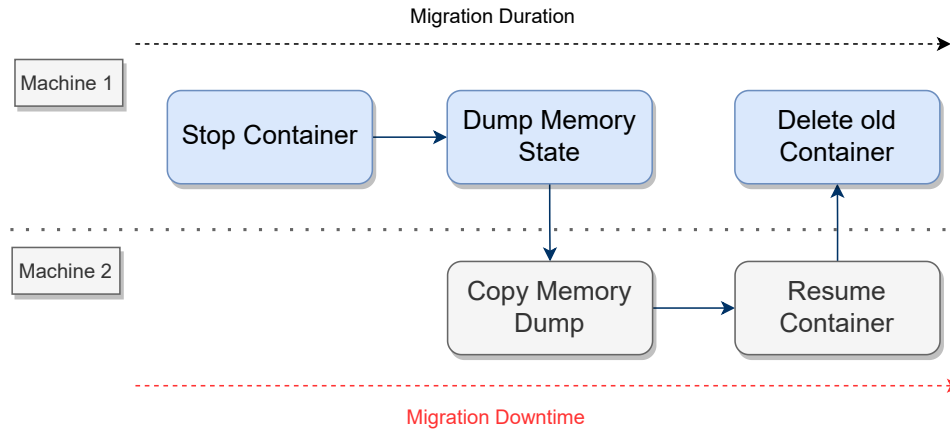 Migration Duration
Machine 1
Stop Container
Dump Memory
State
Delete old
Container
Machine 2
Copy Memory
Dump
Resume
Container
Migration Downtime